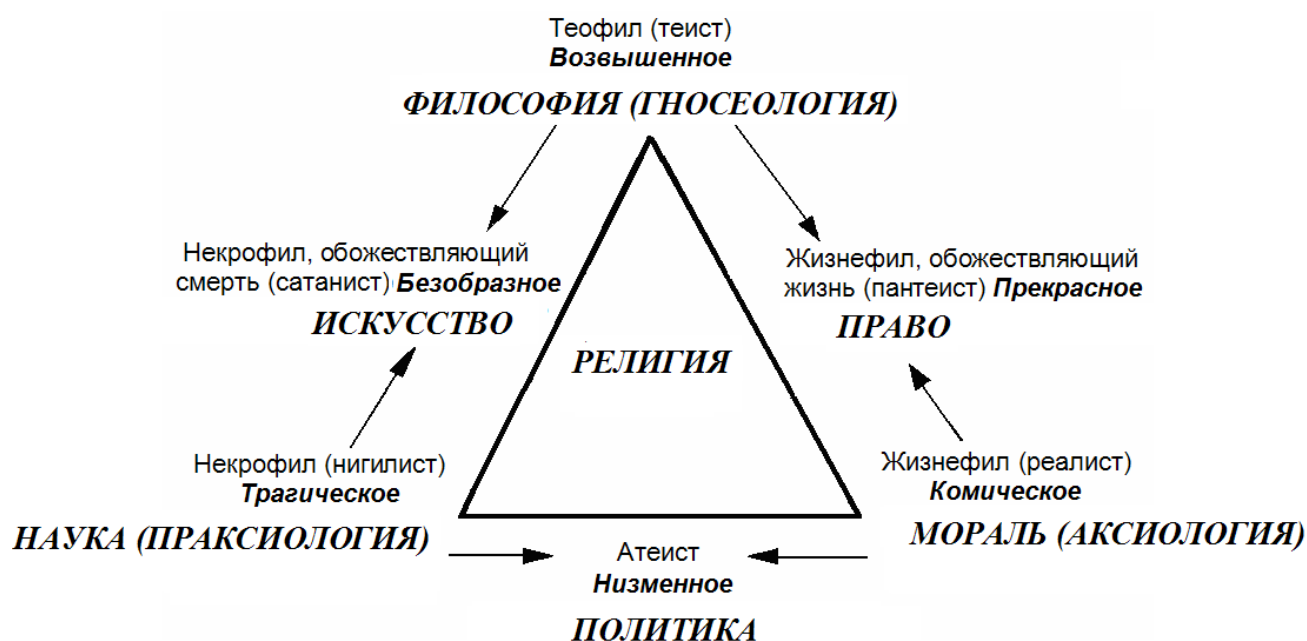 Теофил (теист)
Возвышенное
ФИЛОСОФИЯ (ГНОСЕОЛОГИЯ)
Некрофил, обожествляющий
смерть (сатанист) Безобразное
ИСКУССТВО
Жизнефил, обожествляющий
жизнь (пантеист) Прекрасное
ПРАВО
РЕЛИГИЯ
Некрофил (нигилист)
Трагическое
НАУКА (ПРАКСИОЛОГИЯ)
Жизнефил (реалист)
Комическое
МОРАЛЬ (АКСИОЛОГИЯ)
Атеист
Низменное
ПОЛИТИКА